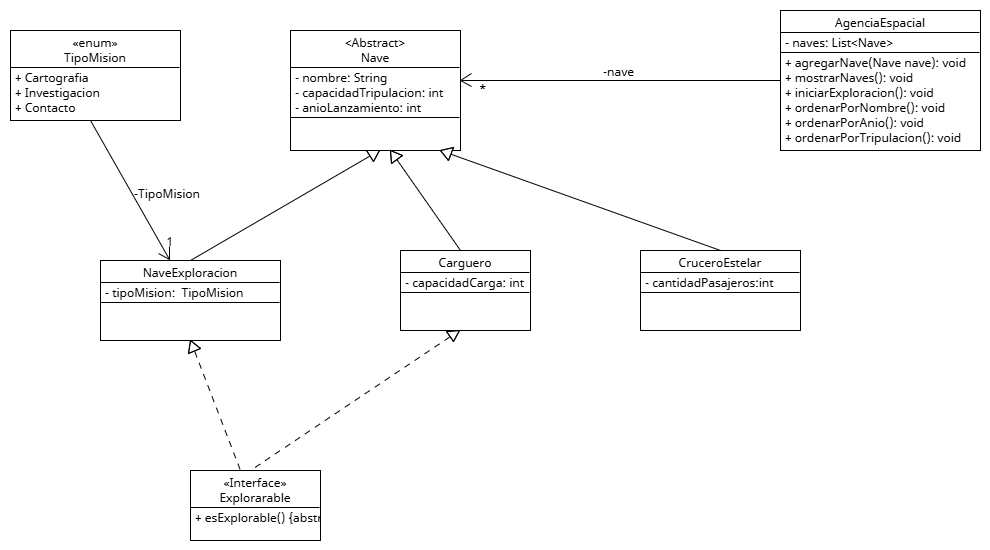 «enum»
TipoMision
+ Cartografia
+ Investigacion
+ Contacto
<Abstract>
Nave
- nombre: String
- capacidadTripulacion: int
- anioLanzamiento: int
AgenciaEspacial
- naves: List<Nave>
+ agregarNave(Nave nave): void
+ mostrarNaves(): void
+ iniciarExploracion(): void
+ ordenarPorNombre(): void
+ ordenarPorAnio(): void
+ ordenarPorTripulacion(): void
-nave
*
-TipoMision
1
NaveExploracion
- tipoMision: TipoMision
Carguero
- capacidadCarga: int
CruceroEstelar
- cantidadPasajeros:int
«Interface»
Explorarable
+ esExplorable() {abstr